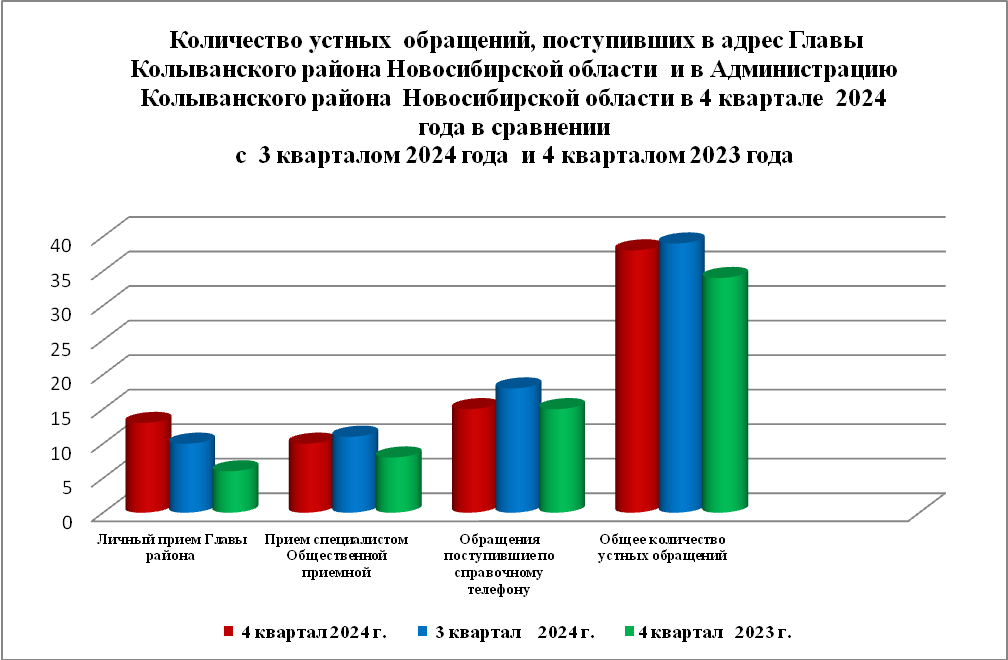 Количество устных обращений, поступивших в адрес Главы
Колыванского района Новосибирской области и в Администрацию
Колыванского района Новосибирской области в 4 квартале 2024
года в сравнении
с 3 кварталом 2024 года и 4 кварталом 2023 года
40
35
30
25
20
15
10
5
0
Личный прием Главы
района
Прием специалистом
Общественной
приемной
Обращения
поступившие по
справочному
телефону
Общее количество
устных обращений
4 квартал 2024 г.
3 квартал 2024 г.
4 квартал 2023 г.